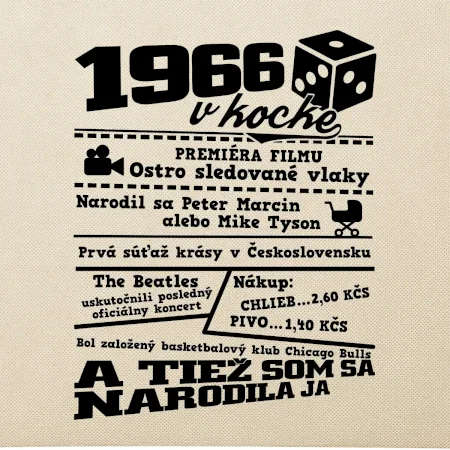 1966
v kocke
PREMIÉRA FILMU
Ostro sledované vlaky
Narodil sa Peter Marcin
alebo Mike Tyson
Prvá súťaž krásy v Československu
The Beatles
uskutočnili posledný
oficiálny koncert
Nákup:
CHLIEB...2,60 KČS
PIVO...1,40 KČS
Bol založený basketbalový klub Chicago Bulls
A TIEŽ SOM SA
NARODILA JA